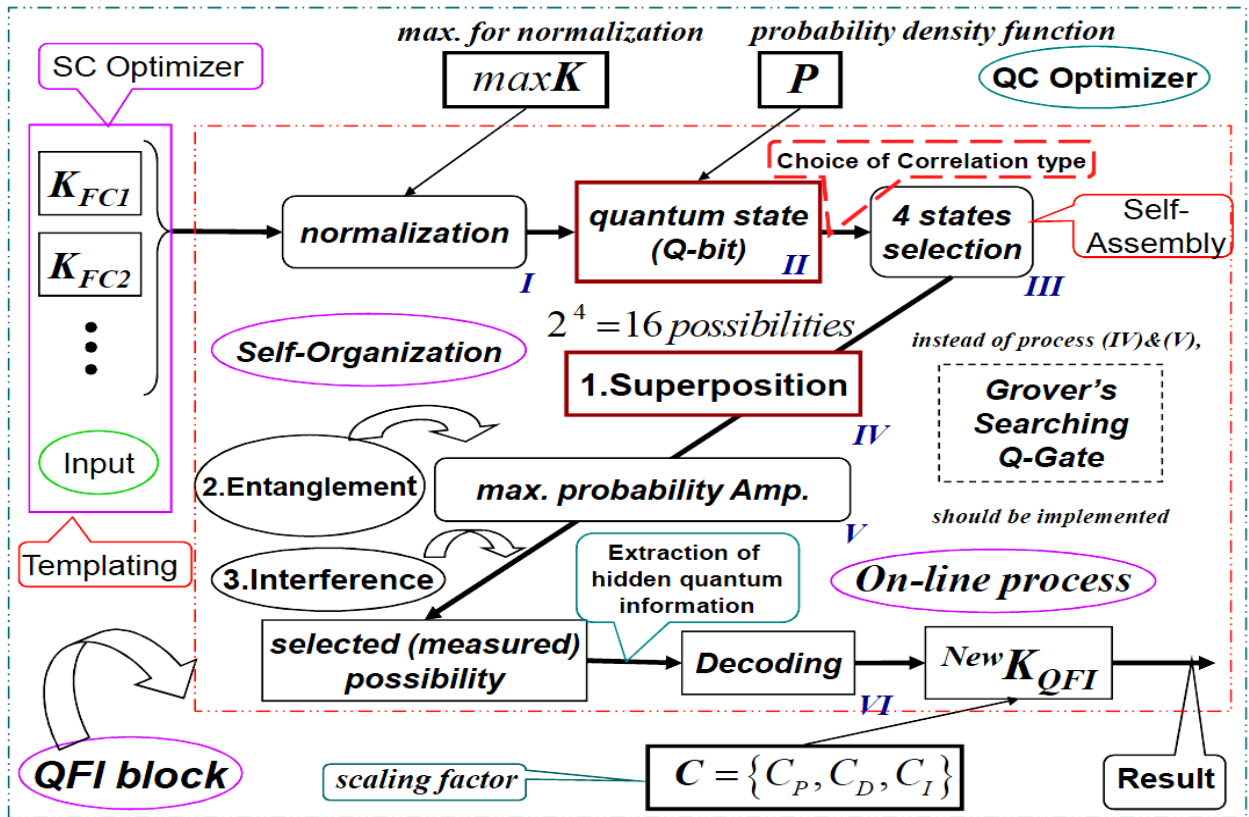 max. for normalization
probability density function
SC Optimizer
maxK
P
QC Optimizer
Choice of Correlation type
K_FC1
K_FC2
normalization
I
quantum state
(Q-bit)
II
4 states
selection
III
Self-
Assembly
2^4 = 16 possibilities
Self-Organization
1.Superposition
IV
instead of process (IV)&(V),
Grover's
Searching
Q-Gate
should be implemented
Input
2.Entanglement
max. probability Amp.
V
Templating
3.Interference
Extraction of
hidden quantum
information
On-line process
selected (measured)
possibility
Decoding
VI
New K_QFI
QFI block
scaling factor
C = {C_P, C_D, C_I}
Result